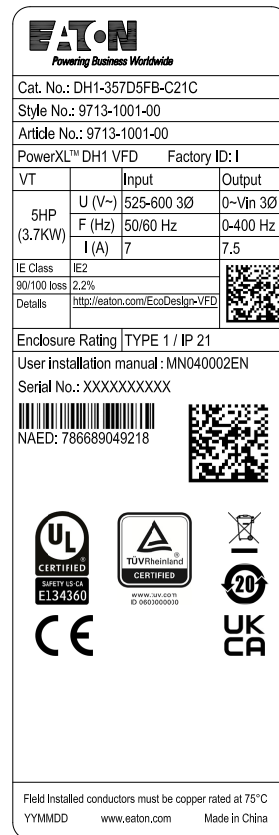 EATON
Powering Business Worldwide
Cat. No.: DH1-357D5FB-C21C
Style No.: 9713-1001-00
Article No.: 9713-1001-00
PowerXL™ DH1 VFD Factory ID: I
VT Input Output
5HP (3.7KW) U (V~) 525-600 3Ø 0~Vin 3Ø
F (Hz) 50/60 Hz 0-400 Hz
I (A) 7 7.5
IE Class IE2
90/100 loss 2,2%
Details http://eaton.com/EcoDesign-VFD
Enclosure Rating TYPE 1 / IP 21
User installation manual : MN040002EN
Serial No.: XXXXXXXXXX
NAED: 786689049218
UL
CERTIFIED
SAFETY US-CA
E134360
TÜVRheinland
CERTIFIED
www.tuv.com
ID 0600000000
20
CE
UK
CA
Field Installed conductors must be copper rated at 75°C
YYMMDD www.eaton.com Made in China